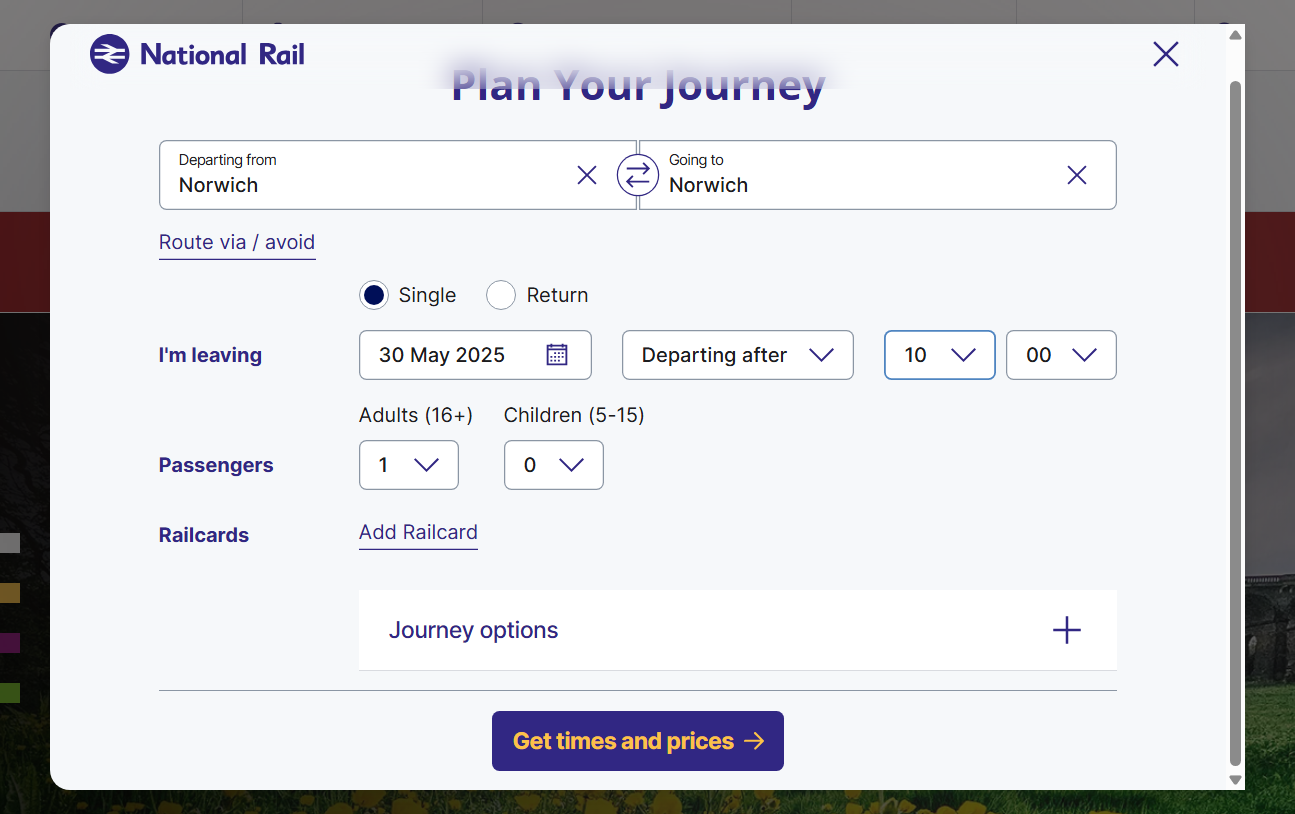 National Rail
Plan Your Journey
Departing from
Norwich
Going to
Norwich
Route via / avoid
Single
Return
I'm leaving
30 May 2025
Departing after
10
00
Adults (16+)
Children (5-15)
Passengers
1
0
Railcards
Add Railcard
Journey options
Get times and prices